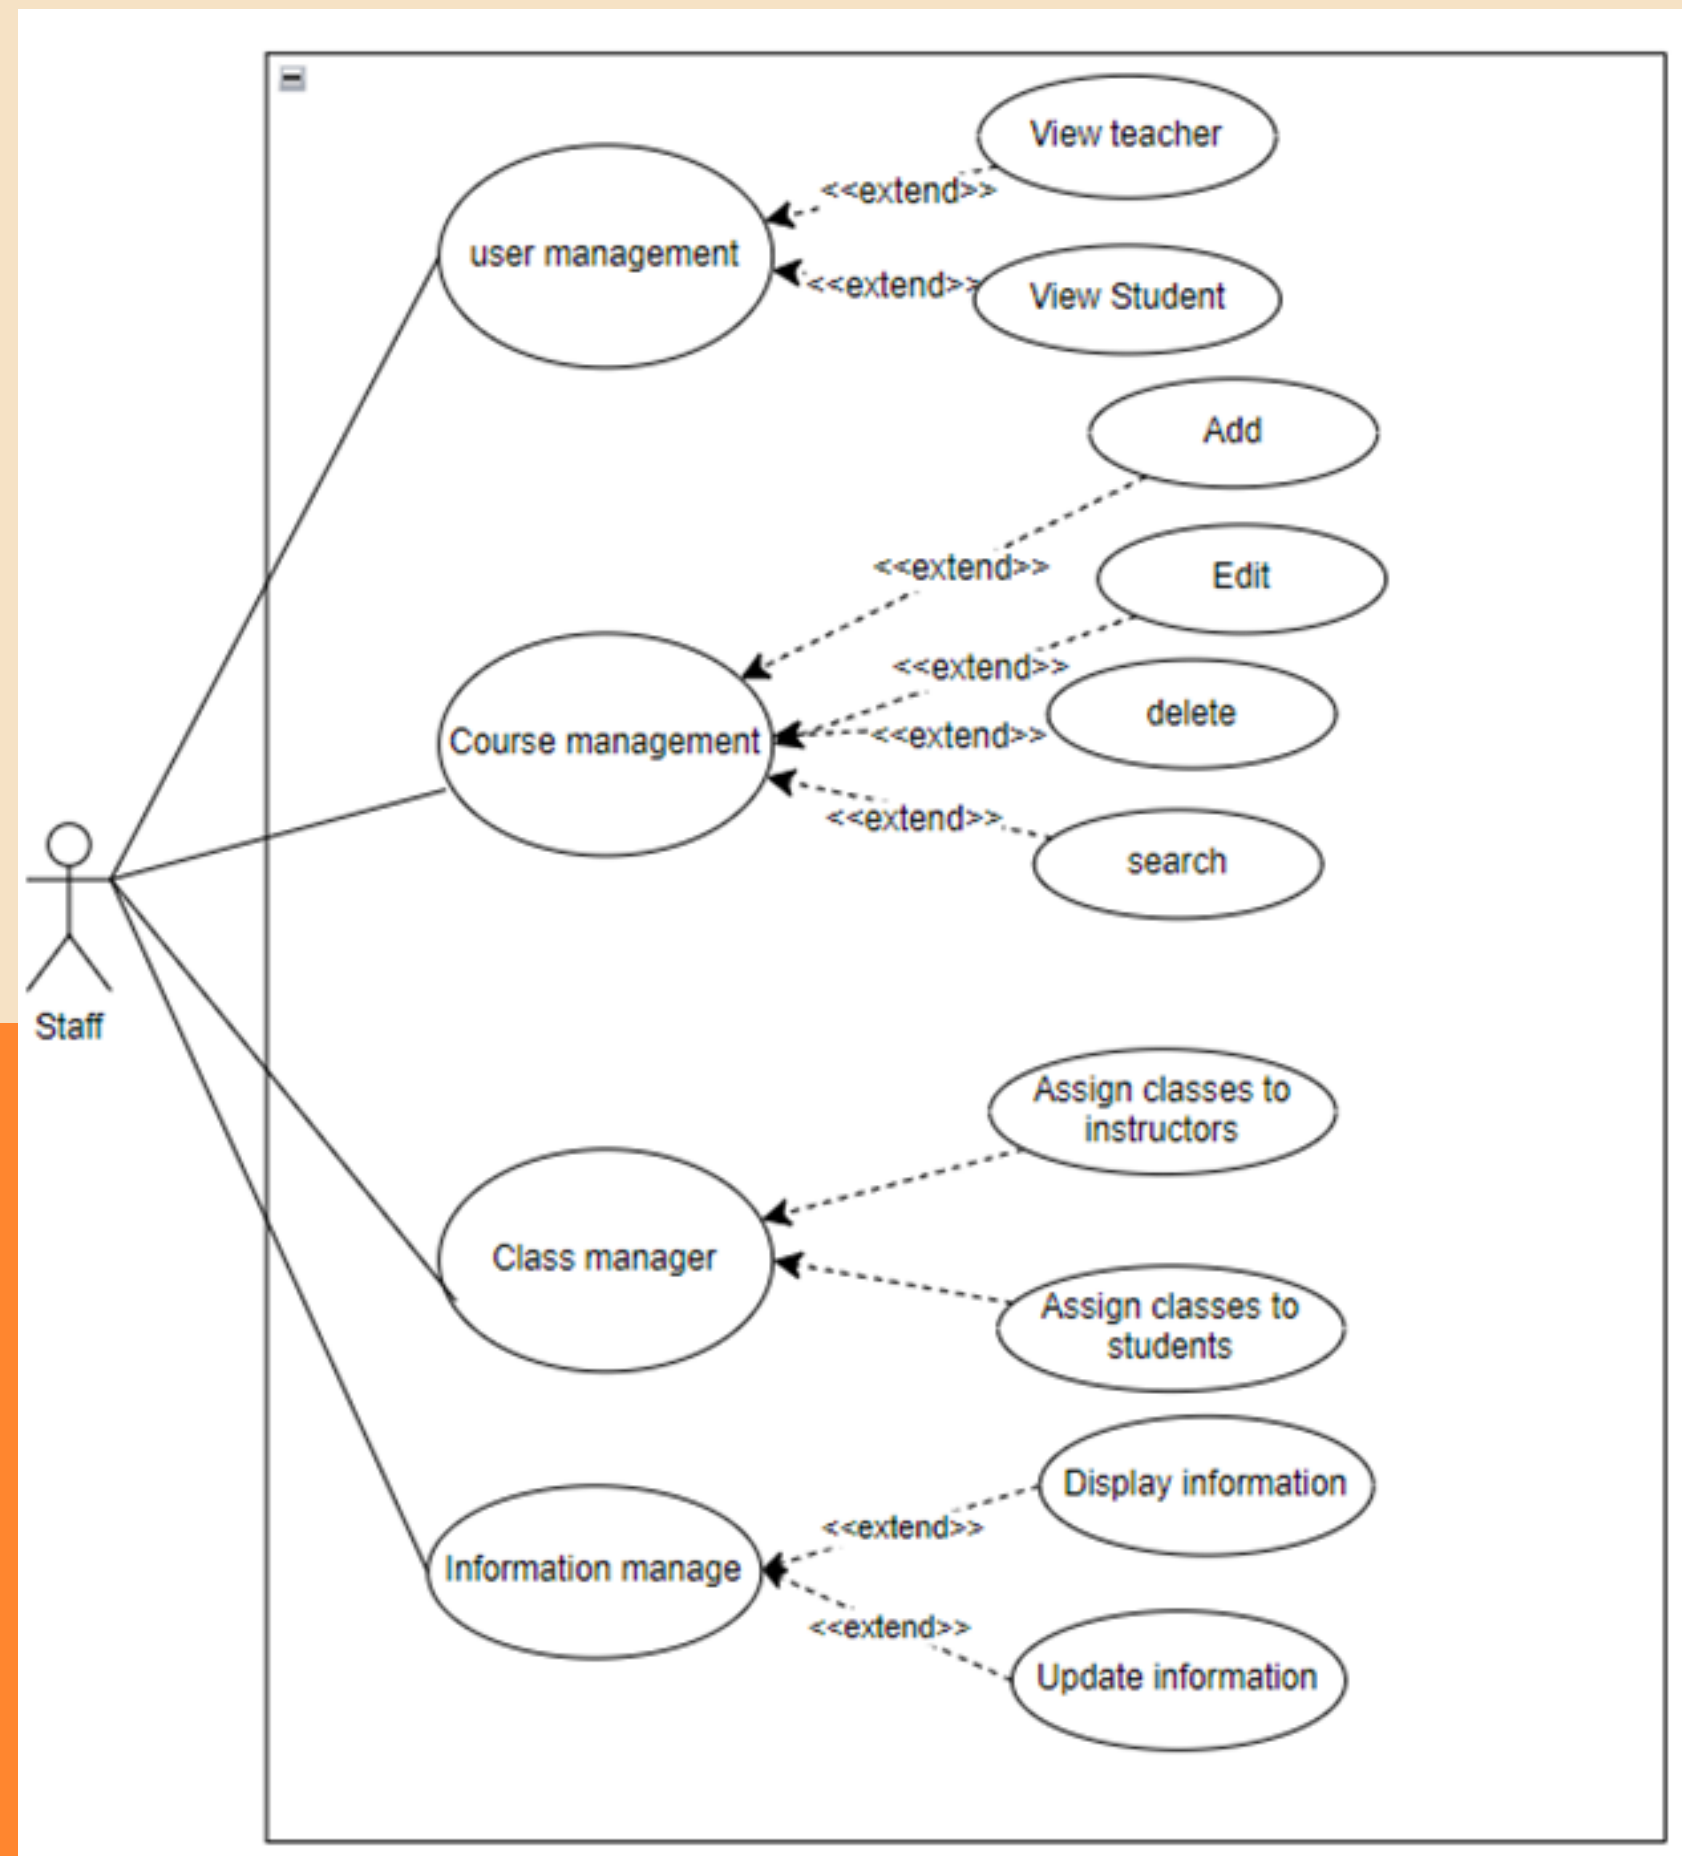 View teacher
<<extend>>
user management
<<extend>>
View Student
Add
<<extend>>
Edit
<<extend>>
delete
Course management
<<extend>>
<<extend>>
search
Staff
Assign classes to
instructors
Class manager
Assign classes to
students
Display information
<<extend>>
Information manage
<<extend>>
Update information